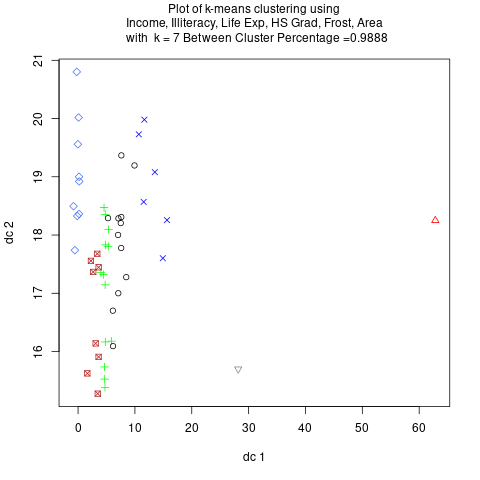 Plot of k-means clustering using
Income, Illiteracy, Life Exp, HS Grad, Frost, Area
with k = 7 Between Cluster Percentage =0.9888
21
20
19
18
17
16
dc 2
0 10 20 30 40 50 60
dc 1